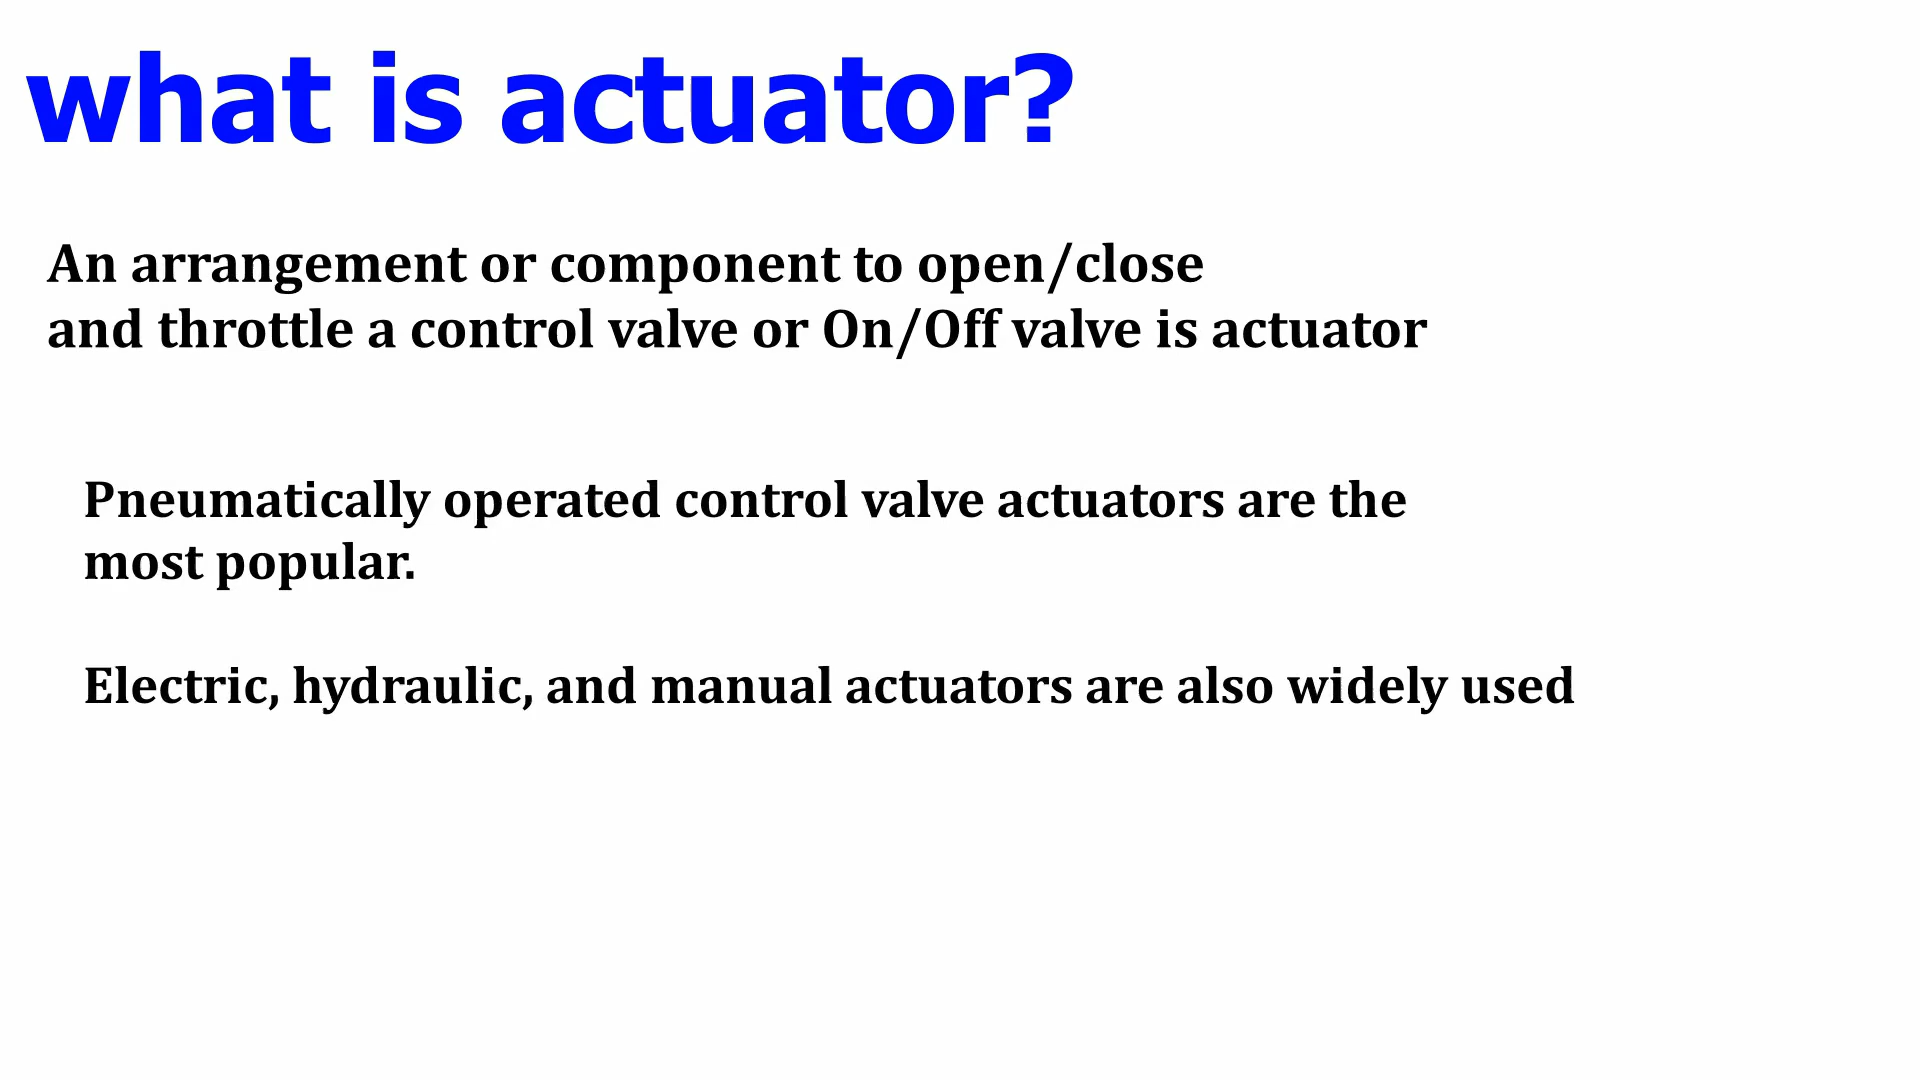 what is actuator?
An arrangement or component to open/close
and throttle a control valve or On/Off valve is actuator
Pneumatically operated control valve actuators are the
most popular.
Electric, hydraulic, and manual actuators are also widely used